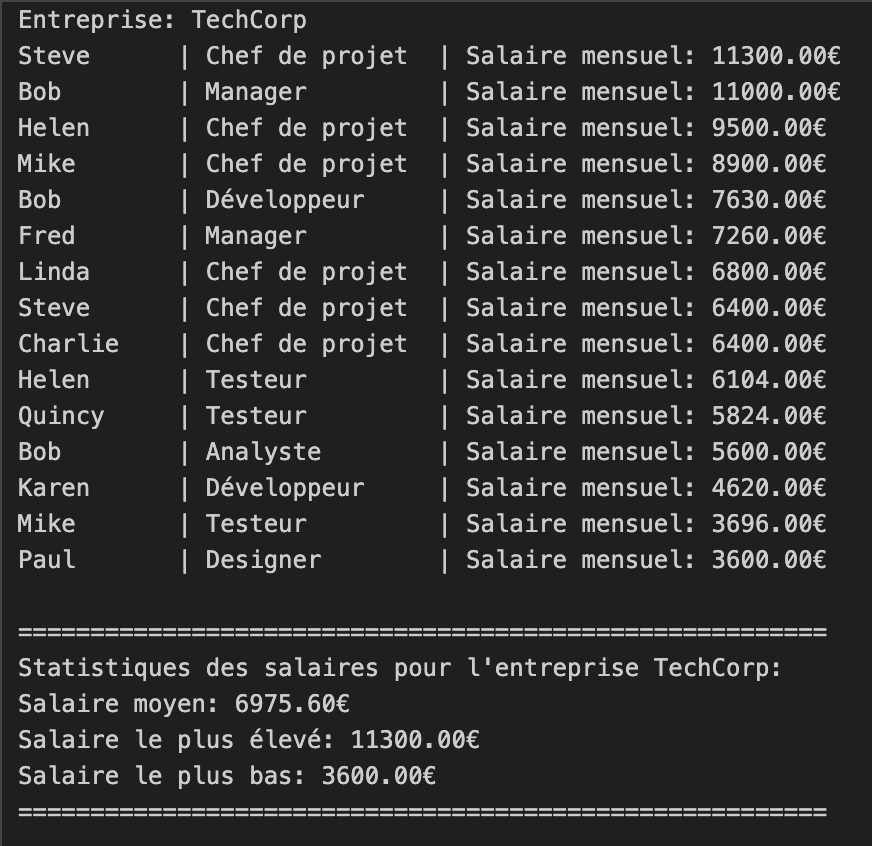 Entreprise: TechCorp
Steve      | Chef de projet  | Salaire mensuel: 11300.00€
Bob        | Manager         | Salaire mensuel: 11000.00€
Helen      | Chef de projet  | Salaire mensuel: 9500.00€
Mike       | Chef de projet  | Salaire mensuel: 8900.00€
Bob        | Développeur     | Salaire mensuel: 7630.00€
Fred       | Manager         | Salaire mensuel: 7260.00€
Linda      | Chef de projet  | Salaire mensuel: 6800.00€
Steve      | Chef de projet  | Salaire mensuel: 6400.00€
Charlie    | Chef de projet  | Salaire mensuel: 6400.00€
Helen      | Testeur         | Salaire mensuel: 6104.00€
Quincy     | Testeur         | Salaire mensuel: 5824.00€
Bob        | Analyste        | Salaire mensuel: 5600.00€
Karen      | Développeur     | Salaire mensuel: 4620.00€
Mike       | Testeur         | Salaire mensuel: 3696.00€
Paul       | Designer        | Salaire mensuel: 3600.00€

========================================================
Statistiques des salaires pour l'entreprise TechCorp:
Salaire moyen: 6975.60€
Salaire le plus élevé: 11300.00€
Salaire le plus bas: 3600.00€
========================================================